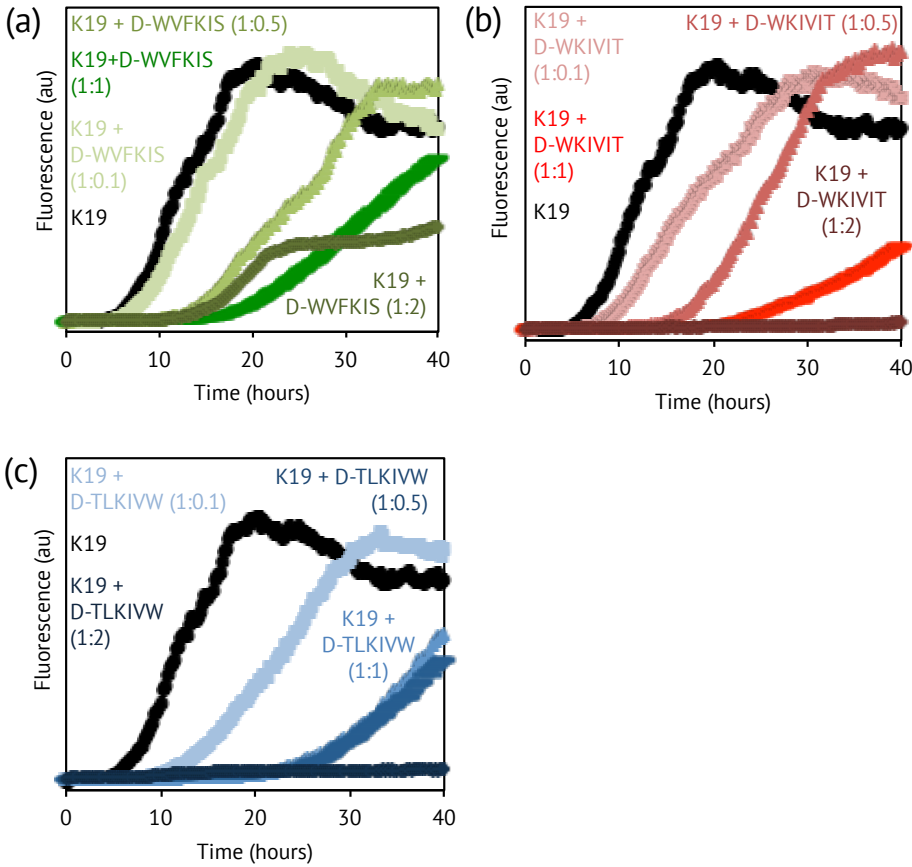 (a)
K19 + D-WVFKIS (1:0.5)
K19+D-WVFKIS
(1:1)
K19 +
D-WVFKIS
(1:0.1)
K19
K19 +
D-WVFKIS (1:2)
Fluorescence (au)
0 10 20 30 40
Time (hours)
(b)
K19 +
D-WKIVIT
(1:0.1)
K19 + D-WKIVIT
(1:0.5)
K19 +
D-WKIVIT
(1:1)
K19 +
D-WKIVIT
(1:2)
K19
Fluorescence (au)
0 10 20 30 40
Time (hours)
(c)
K19 +
D-TLKIVW (1:0.1)
K19 + D-TLKIVW
(1:0.5)
K19
K19 +
D-TLKIVW
(1:2)
K19 +
D-TLKIVW
(1:1)
Fluorescence (au)
0 10 20 30 40
Time (hours)